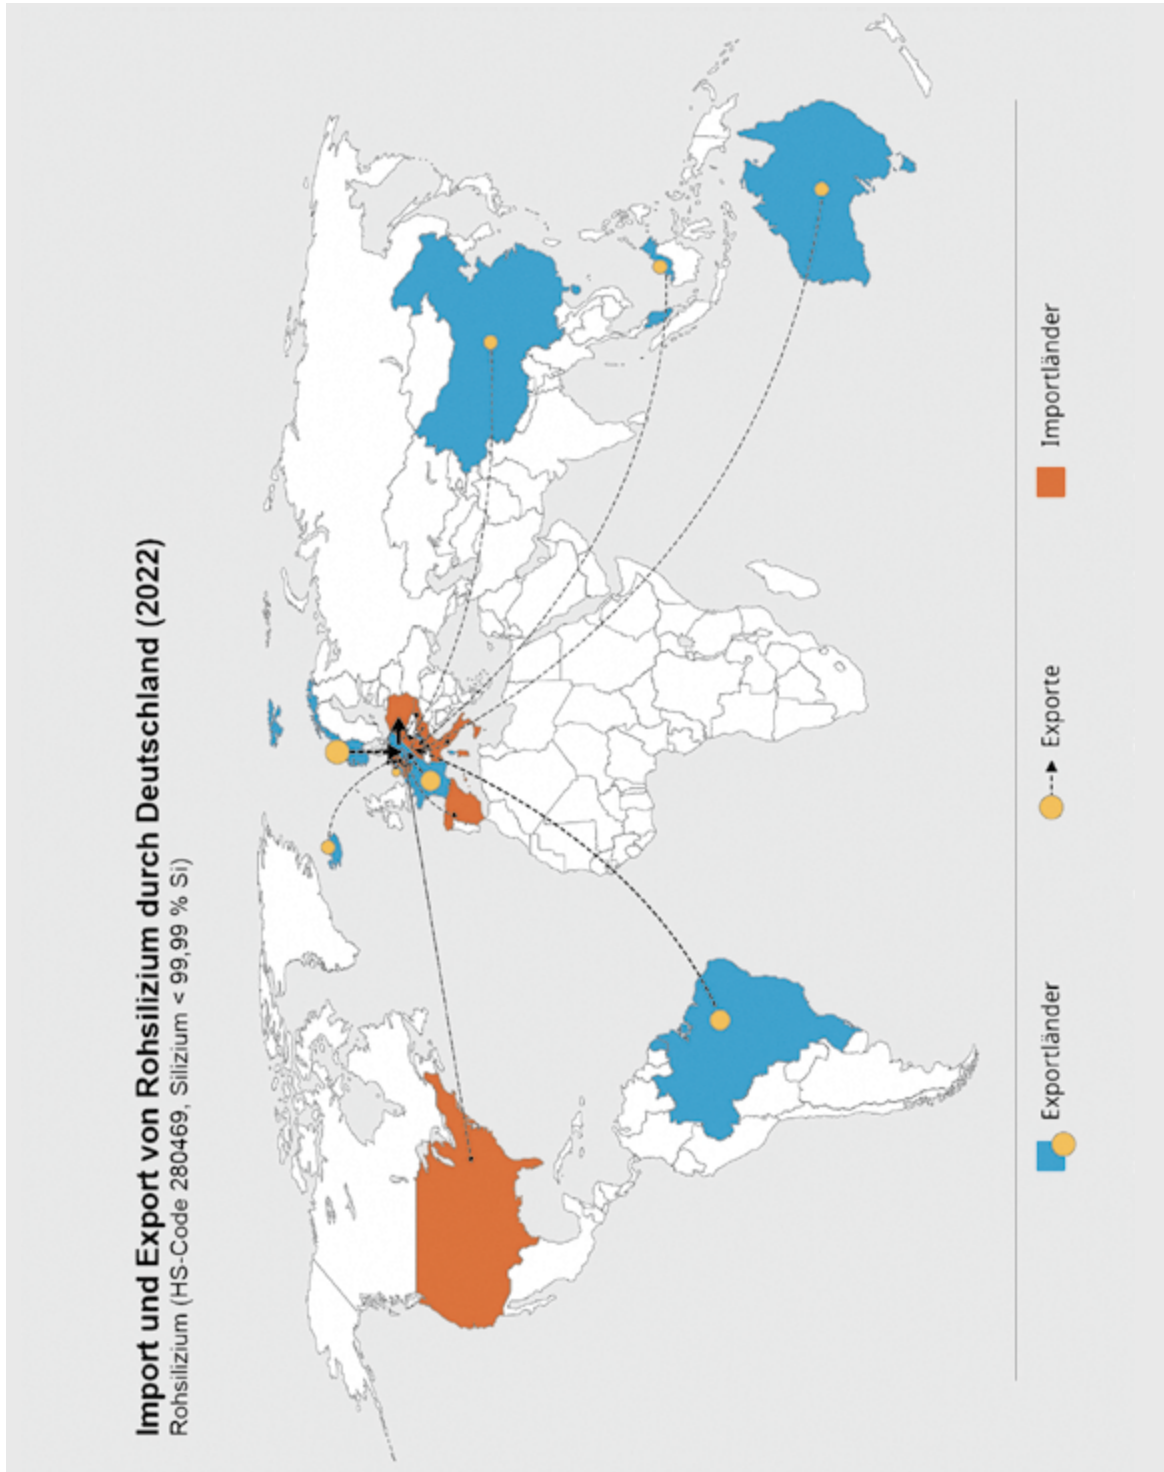 Import und Export von Rohsilizium durch Deutschland (2022)
Rohsilizium (HS-Code 280469, Silizium < 99,99 % Si)
Exportländer
Exporte
Importländer